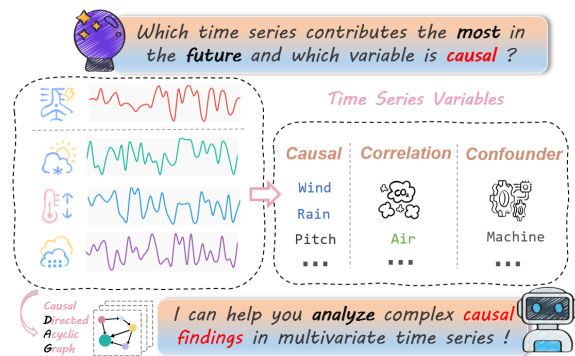 Which time series contributes the most in
the future and which variable is causal ?
Time Series Variables
Causal
Correlation
Confounder
Wind
Rain
Pitch
...
CO₂
Air
...
Machine
...
Causal
Directed
Acyclic
Graph
I can help you analyze complex causal
findings in multivariate time series !